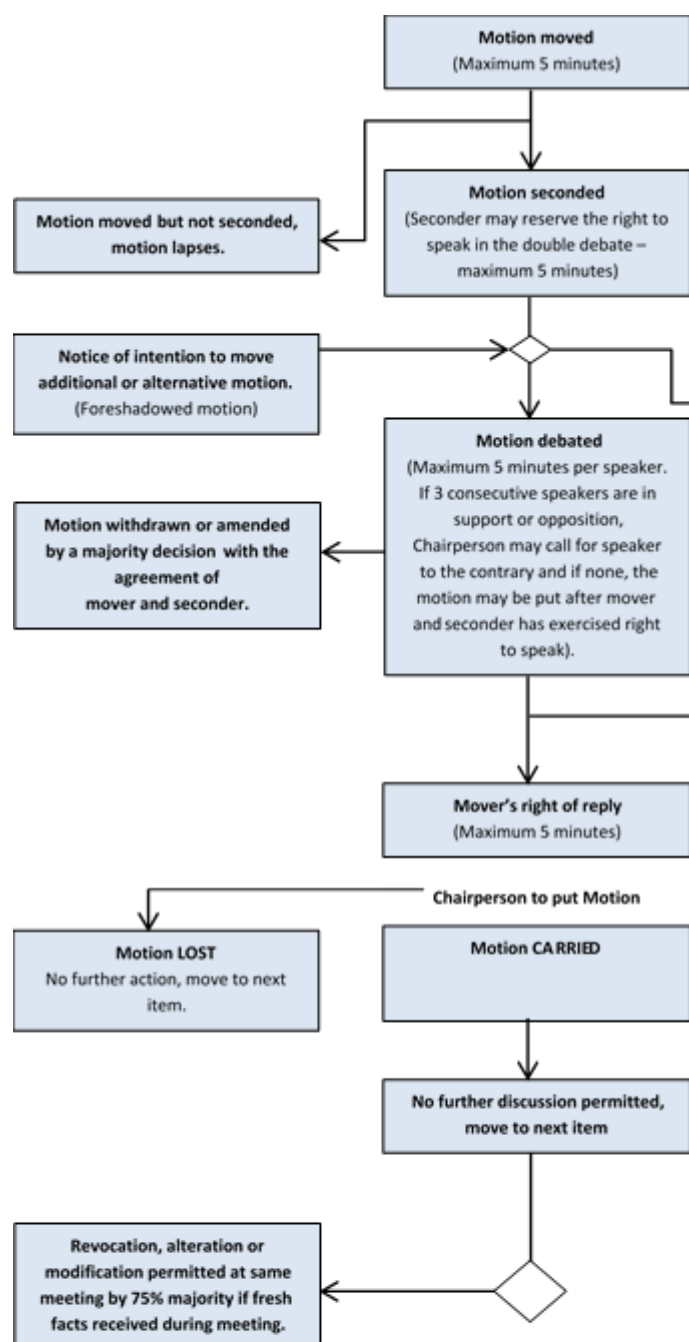 Motion moved
(Maximum 5 minutes)
Motion seconded
(Seconder may reserve the right to
speak in the double debate –
maximum 5 minutes)
Motion moved but not seconded,
motion lapses.
Notice of intention to move
additional or alternative motion.
(Foreshadowed motion)
Motion debated
(Maximum 5 minutes per speaker.
If 3 consecutive speakers are in
support or opposition,
Chairperson may call for speaker
to the contrary and if none, the
motion may be put after mover
and seconder has exercised right
to speak).
Motion withdrawn or amended
by a majority decision with the
agreement of
mover and seconder.
Mover's right of reply
(Maximum 5 minutes)
Chairperson to put Motion
Motion LOST
No further action, move to next
item.
Motion CARRIED
No further discussion permitted,
move to next item
Revocation, alteration or
modification permitted at same
meeting by 75% majority if fresh
facts received during meeting.